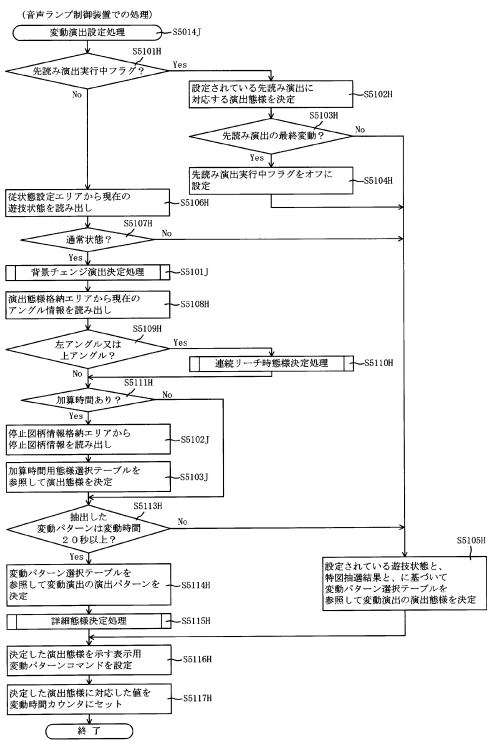 （音声ランプ制御装置での処理）
変動演出設定処理
S5014J
S5101H
先読み演出実行中フラグ？
Yes
No
設定されている先読み演出に
対応する演出態様を決定
S5102H
S5103H
先読み演出の最終変動？
No
Yes
先読み演出実行中フラグをオフに
設定
S5104H
従状態設定エリアから現在の
遊技状態を読み出し
S5106H
S5107H
通常状態？
No
Yes
背景チェンジ演出決定処理
S5101J
演出態様格納エリアから現在の
アングル情報を読み出し
S5108H
S5109H
左アングル又は
上アングル？
Yes
No
連続リーチ時態様決定処理
S5110H
S5111H
加算時間あり？
No
Yes
停止図柄情報格納エリアから
停止図柄情報を読み出し
S5102J
加算時間用態様選択テーブルを
参照して演出態様を決定
S5103J
S5113H
抽出した
変動パターンは変動時間
２０秒以上？
No
Yes
変動パターン選択テーブルを
参照して変動演出の演出パターンを
決定
S5114H
S5105H
設定されている遊技状態と、
特図抽選結果と、に基づいて
変動パターン選択テーブルを
参照して変動演出の演出態様を決定
詳細態様決定処理
S5115H
決定した演出態様を示す表示用
変動パターンコマンドを設定
S5116H
決定した演出態様に対応した値を
変動時間カウンタにセット
S5117H
終了